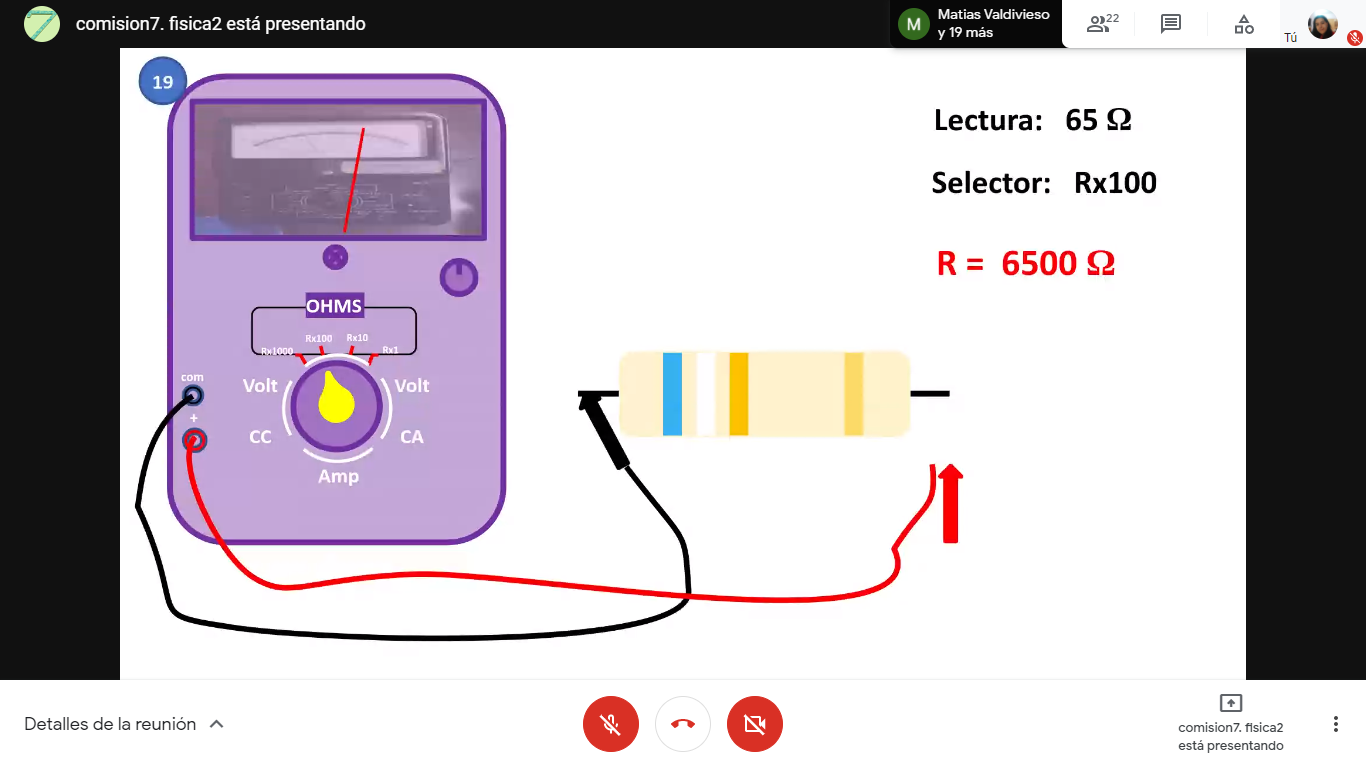 comision7. fisica2 está presentando
M
Matias Valdivieso
y 19 más
22
Tú
19
Lectura: 65 Ω
Selector: Rx100
R = 6500 Ω
OHMS
Rx100 Rx10
Rx1000 Rx1
com
Volt Volt
+
CC CA
Amp
Detalles de la reunión
comision7. fisica2
está presentando